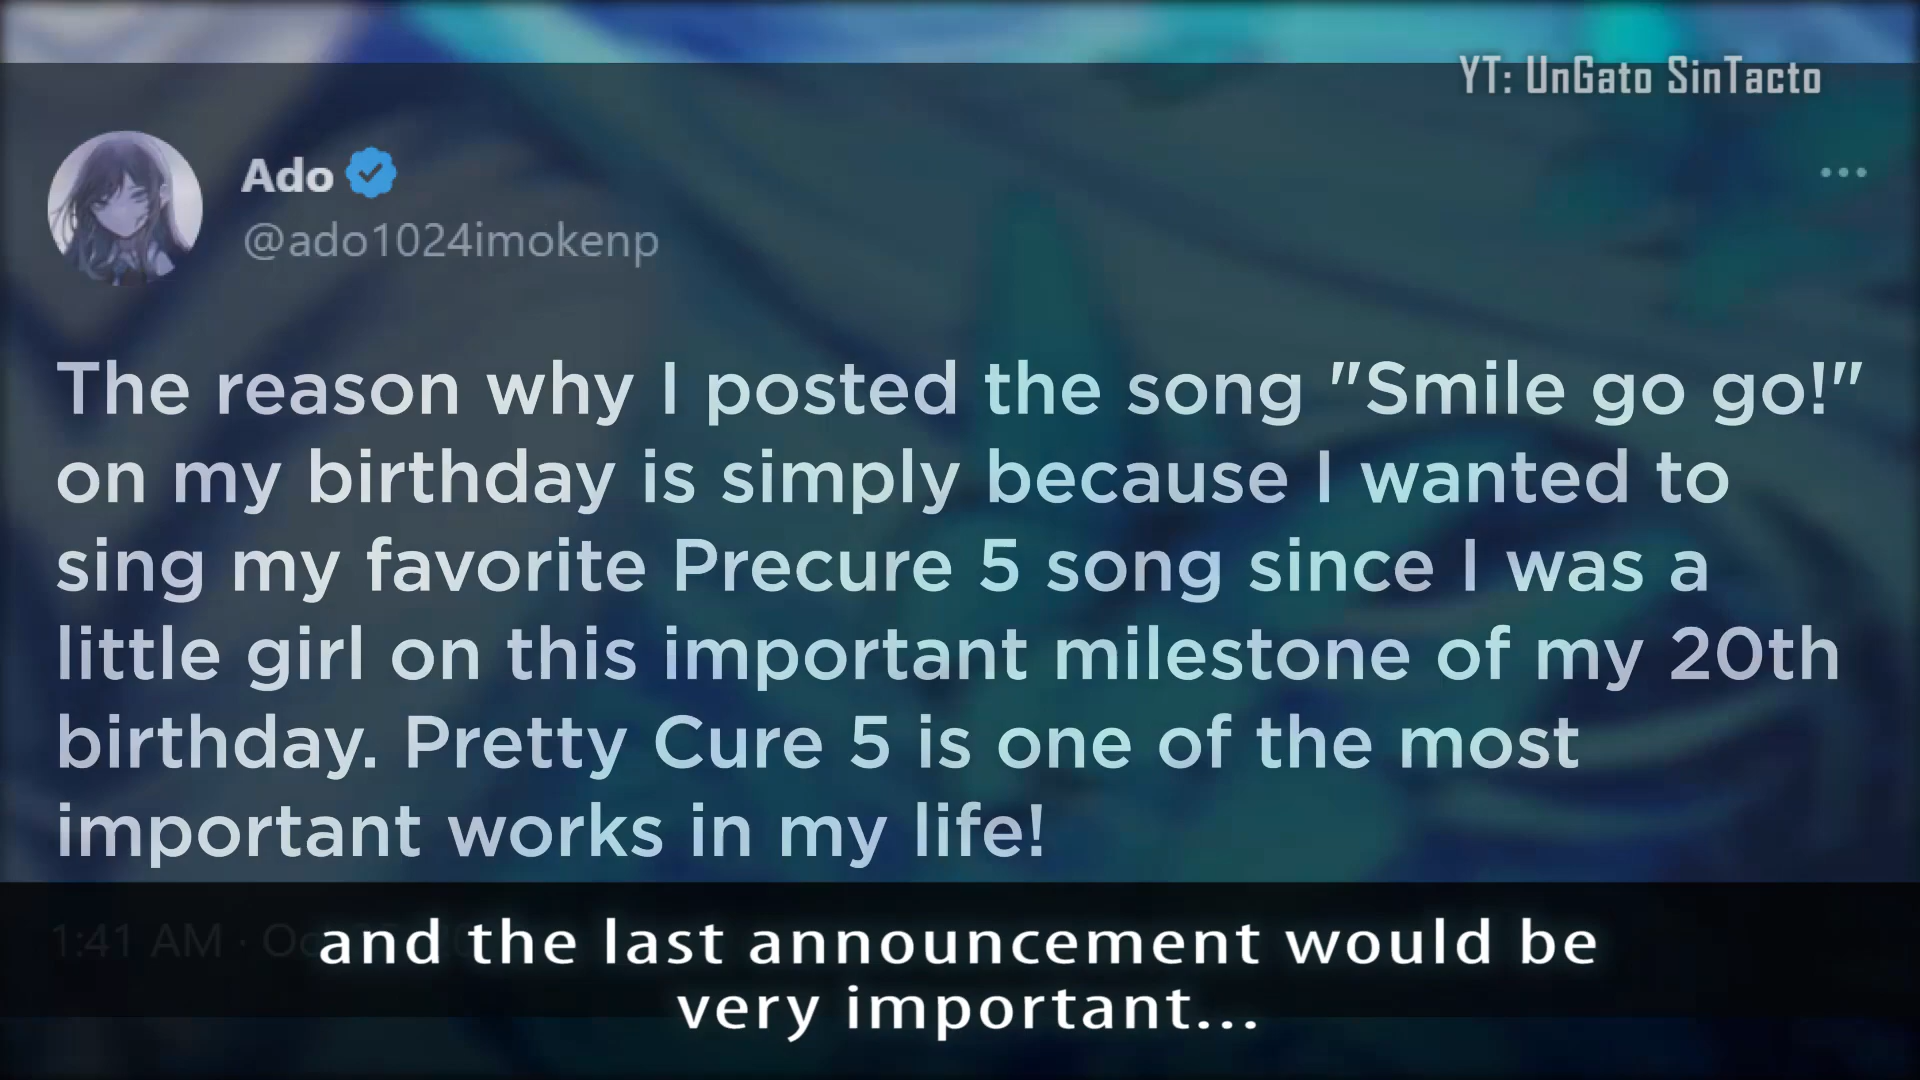 YT: UnGato SinTacto
Ado
@ado1024imokenp
The reason why I posted the song "Smile go go!"
on my birthday is simply because I wanted to
sing my favorite Precure 5 song since I was a
little girl on this important milestone of my 20th
birthday. Pretty Cure 5 is one of the most
important works in my life!
1:41 AM ·
and the last announcement would be
very important...